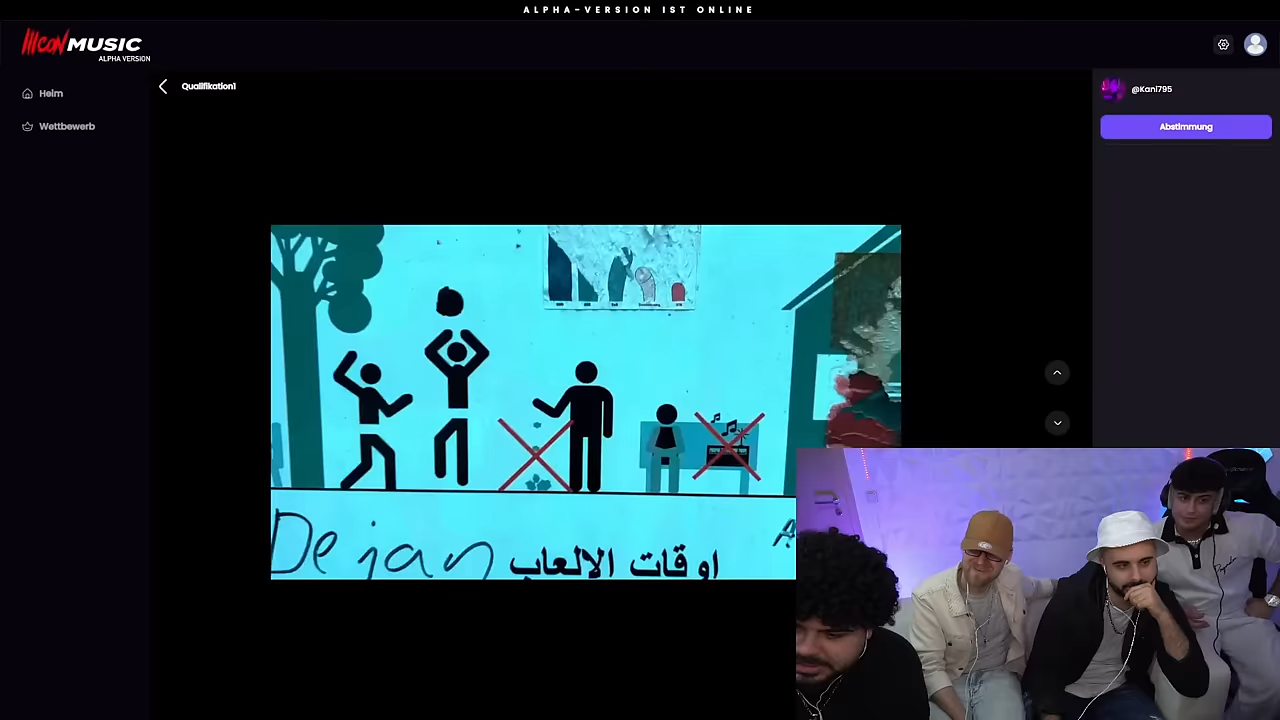 ALPHA-VERSION IST ONLINE
MUSIC
ALPHA VERSION
Heim
Wettbewerb
Qualifikation1
@Kani795
Abstimmung
Dejan
اوقات الالعاب